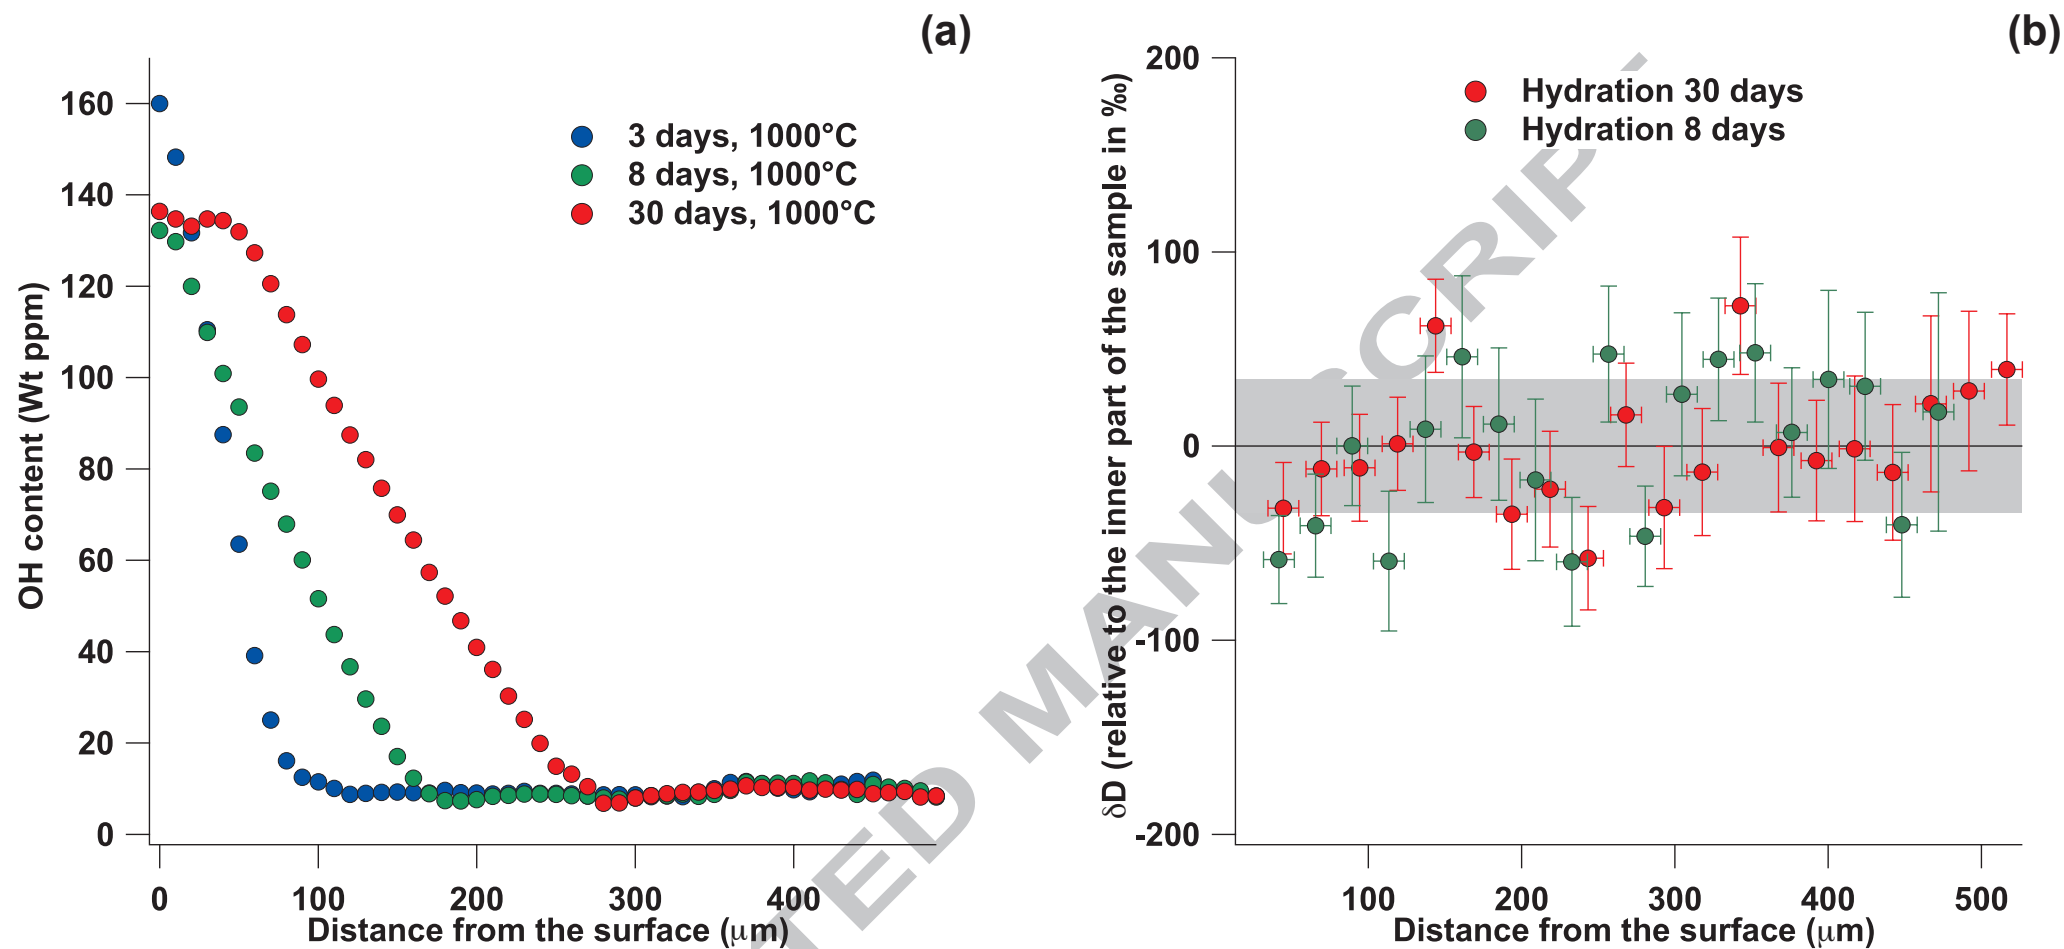 (a)
160
140
120
100
80
60
40
20
0
OH content (Wt ppm)
3 days, 1000°C
8 days, 1000°C
30 days, 1000°C
0 100 200 300 400
Distance from the surface (μm)
(b)
200
100
0
-100
-200
δD (relative to the inner part of the sample in ‰)
Hydration 30 days
Hydration 8 days
100 200 300 400 500
Distance from the surface (μm)
TED MANUSCRIPT